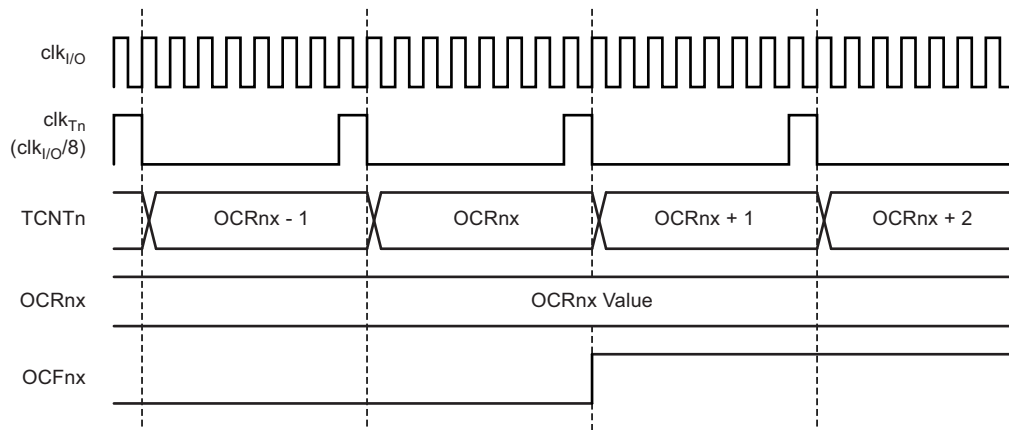 clkI/O
clkTn
(clkI/O/8)
TCNTn
OCRnx - 1
OCRnx
OCRnx + 1
OCRnx + 2
OCRnx
OCRnx Value
OCFnx